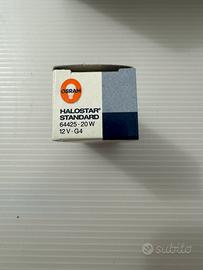 OSRAM
HALOSTAR®
STANDARD
64425·20 W
12 V·G4
subito